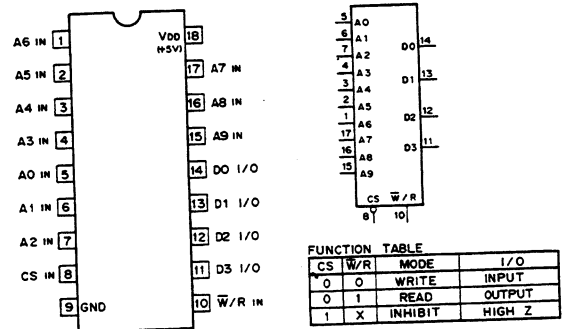 A6 IN 1
A5 IN 2
A4 IN 3
A3 IN 4
A0 IN 5
A1 IN 6
A2 IN 7
CS IN 8
9 GND
VDD 18
(+5V)
17 A7 IN
16 A8 IN
15 A9 IN
14 D0 I/O
13 D1 I/O
12 D2 I/O
11 D3 I/O
10 W̅/R IN
5 A0
6 A1
7 A2
4 A3
3 A4
2 A5
1 A6
17 A7
16 A8
15 A9
D0 14
D1 13
D2 12
D3 11
CS W̅/R
8 10
FUNCTION TABLE
CS W̅/R MODE I/O
0 0 WRITE INPUT
0 1 READ OUTPUT
1 X INHIBIT HIGH Z